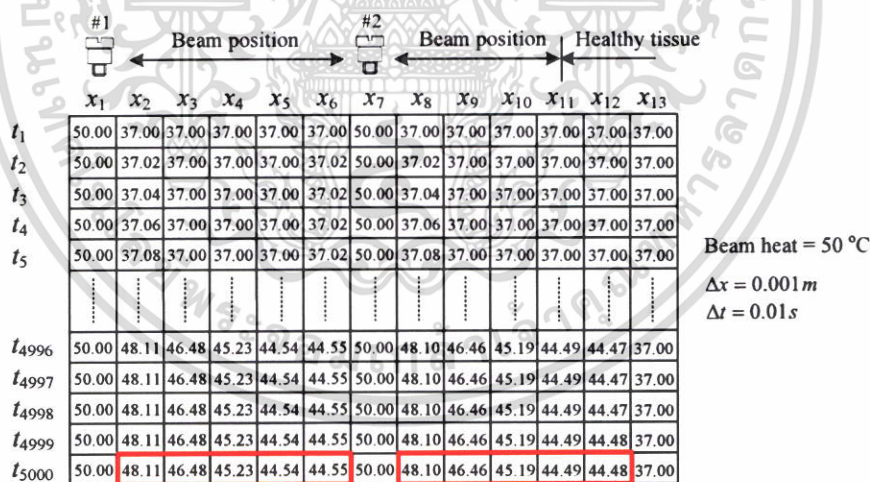 #1 #2
Beam position Beam position Healthy tissue
x1 x2 x3 x4 x5 x6 x7 x8 x9 x10 x11 x12 x13
t1 50.00 37.00 37.00 37.00 37.00 37.00 50.00 37.00 37.00 37.00 37.00 37.00 37.00
t2 50.00 37.02 37.00 37.00 37.00 37.02 50.00 37.02 37.00 37.00 37.00 37.00 37.00
t3 50.00 37.04 37.00 37.00 37.00 37.02 50.00 37.04 37.00 37.00 37.00 37.00 37.00
t4 50.00 37.06 37.00 37.00 37.00 37.02 50.00 37.06 37.00 37.00 37.00 37.00 37.00
t5 50.00 37.08 37.00 37.00 37.00 37.02 50.00 37.08 37.00 37.00 37.00 37.00 37.00
Beam heat = 50 °C
Δx = 0.001m
Δt = 0.01s
t4996 50.00 48.11 46.48 45.23 44.54 44.55 50.00 48.10 46.46 45.19 44.49 44.47 37.00
t4997 50.00 48.11 46.48 45.23 44.54 44.55 50.00 48.10 46.46 45.19 44.49 44.47 37.00
t4998 50.00 48.11 46.48 45.23 44.54 44.55 50.00 48.10 46.46 45.19 44.49 44.47 37.00
t4999 50.00 48.11 46.48 45.23 44.54 44.55 50.00 48.10 46.46 45.19 44.49 44.48 37.00
t5000 50.00 48.11 46.48 45.23 44.54 44.55 50.00 48.10 46.46 45.19 44.49 44.48 37.00